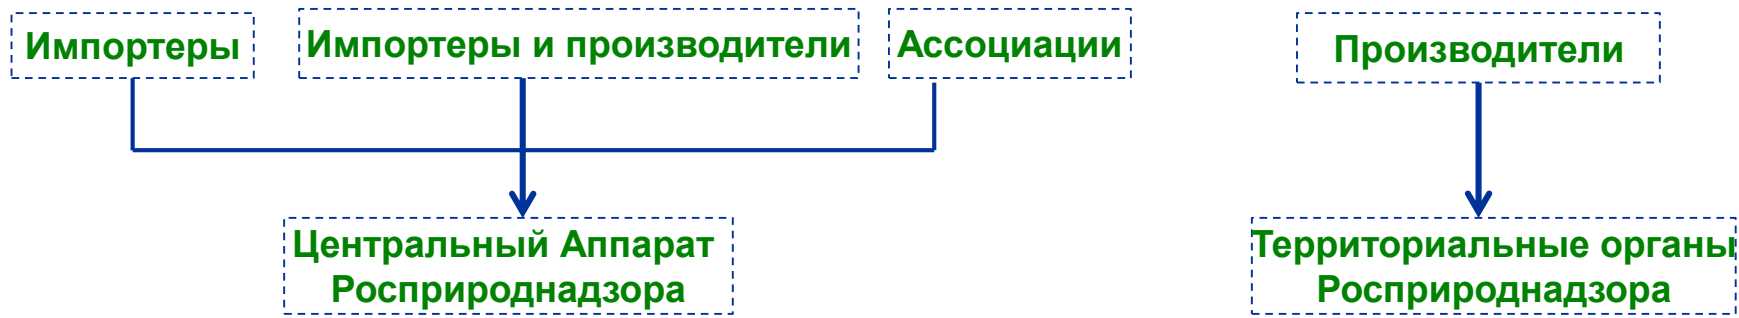 Импортеры
Импортеры и производители
Ассоциации
Производители
Центральный Аппарат
Росприроднадзора
Территориальные органы
Росприроднадзора